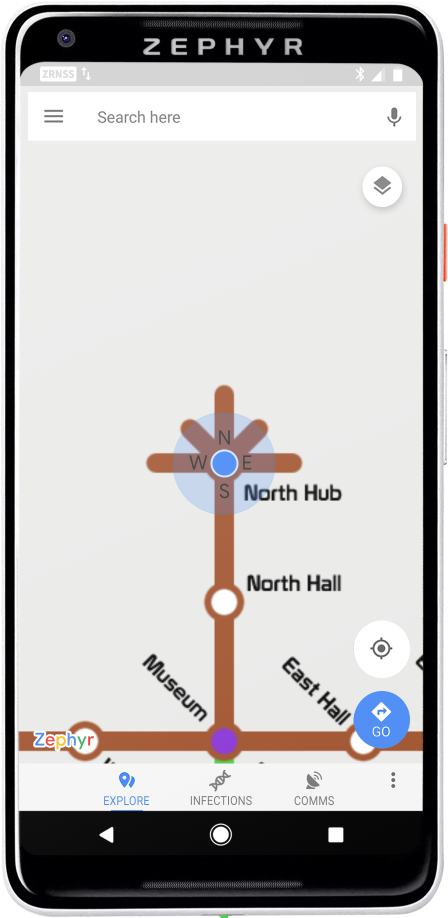 ZEPHYR
ZRNSS
Search here
N
W E
S
North Hub
North Hall
Museum
East Hall
GO
Zephyr
EXPLORE INFECTIONS COMMS